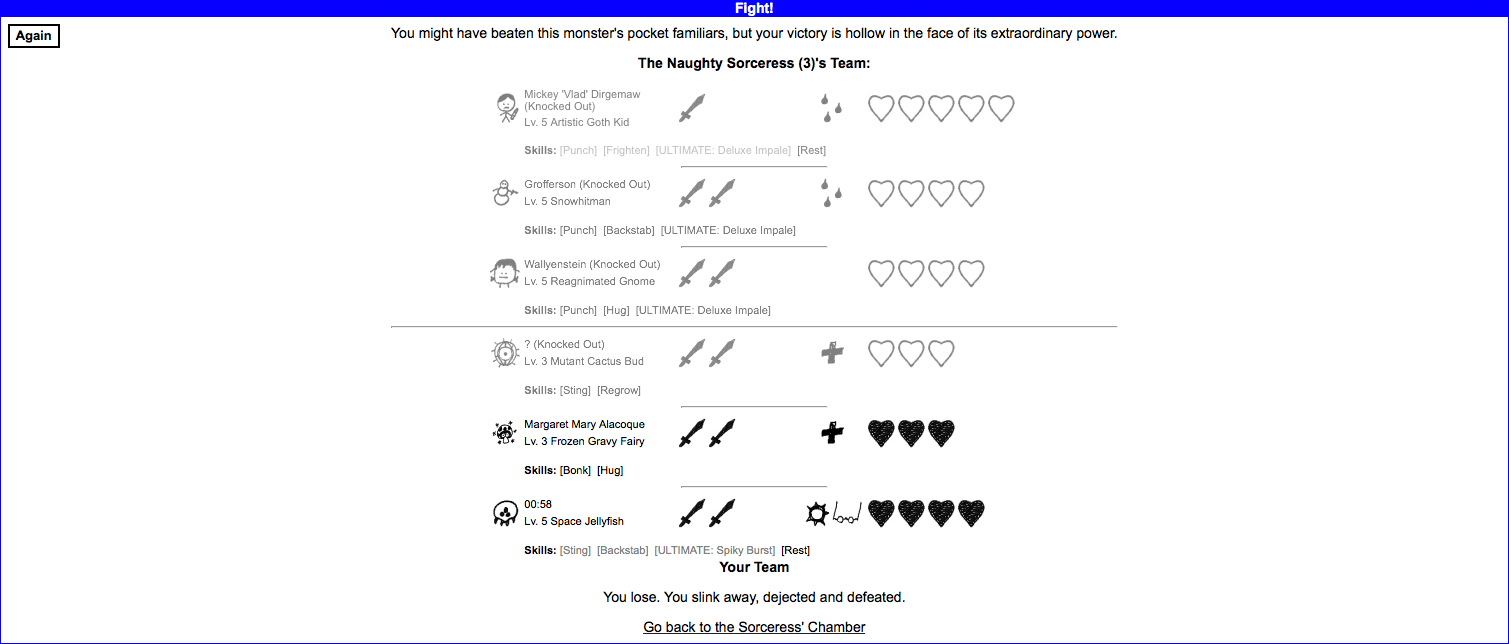 Fight!
Again
You might have beaten this monster's pocket familiars, but your victory is hollow in the face of its extraordinary power.
The Naughty Sorceress (3)'s Team:
Mickey 'Vlad' Dirgemaw
(Knocked Out)
Lv. 5 Artistic Goth Kid
Skills: [Punch] [Frighten] [ULTIMATE: Deluxe Impale] [Rest]
Grofferson (Knocked Out)
Lv. 5 Snowhitman
Skills: [Punch] [Backstab] [ULTIMATE: Deluxe Impale]
Wallyenstein (Knocked Out)
Lv. 5 Reagnimated Gnome
Skills: [Punch] [Hug] [ULTIMATE: Deluxe Impale]
? (Knocked Out)
Lv. 3 Mutant Cactus Bud
Skills: [Sting] [Regrow]
Margaret Mary Alacoque
Lv. 3 Frozen Gravy Fairy
Skills: [Bonk] [Hug]
00:58
Lv. 5 Space Jellyfish
Skills: [Sting] [Backstab] [ULTIMATE: Spiky Burst] [Rest]
Your Team
You lose. You slink away, dejected and defeated.
Go back to the Sorceress' Chamber